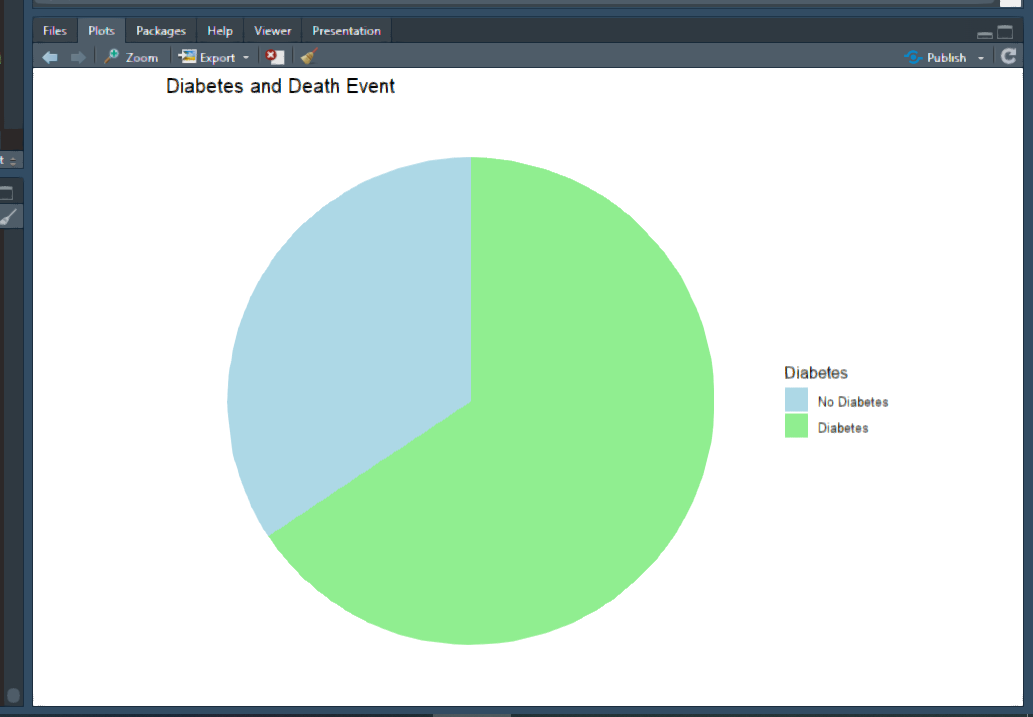 Files Plots Packages Help Viewer Presentation
Zoom Export Publish
Diabetes and Death Event
Diabetes
No Diabetes
Diabetes